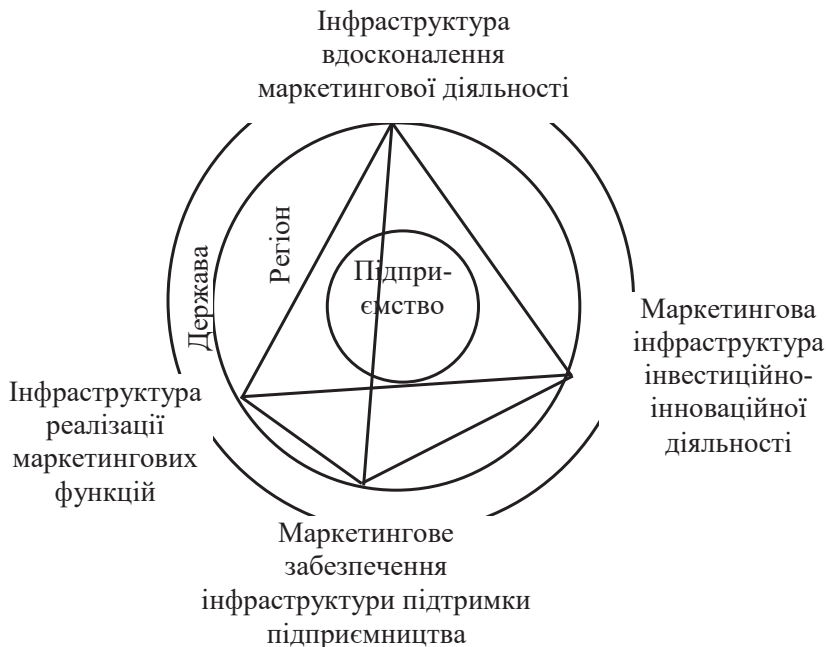 Інфраструктура
вдосконалення
маркетингової діяльності
Держава
Регіон
Підпри-
ємство
Маркетингова
інфраструктура
інвестиційно-
інноваційної
діяльності
Інфраструктура
реалізації
маркетингових
функцій
Маркетингове
забезпечення
інфраструктури підтримки
підприємництва